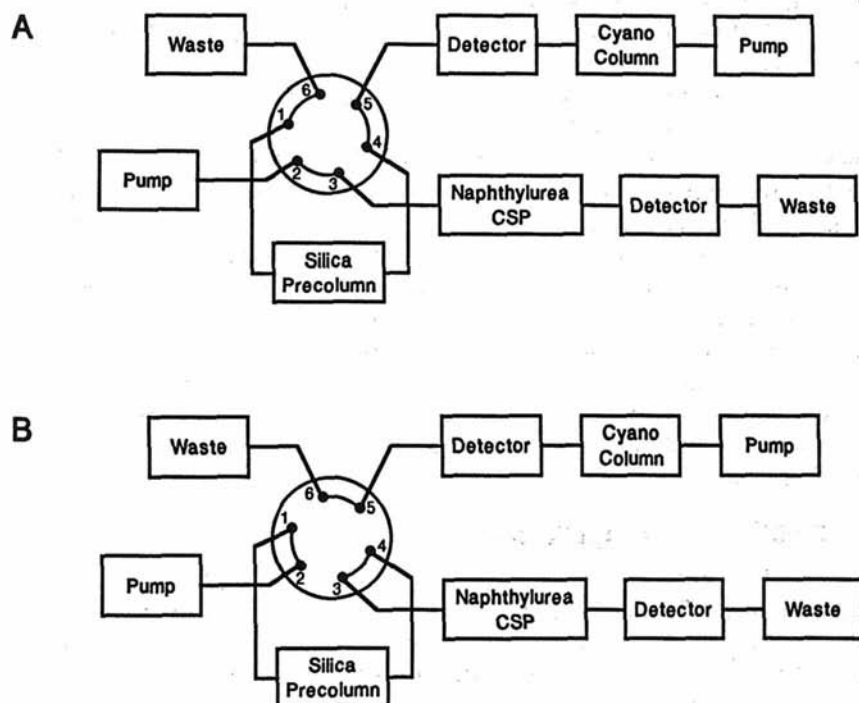 A
Waste
Detector
Cyano
Column
Pump
6
5
1
4
2
3
Pump
Naphthylurea
CSP
Detector
Waste
Silica
Precolumn
B
Waste
Detector
Cyano
Column
Pump
6
5
1
4
2
3
Pump
Naphthylurea
CSP
Detector
Waste
Silica
Precolumn